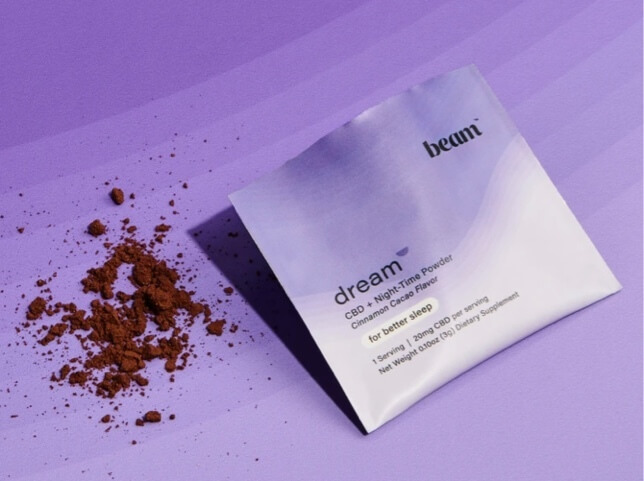 beam™
dream
CBD + Night-Time Powder
Cinnamon Cacao Flavor
for better sleep
1 Serving | 20mg CBD per serving
Net Weight 0.10oz (3g) Dietary Supplement